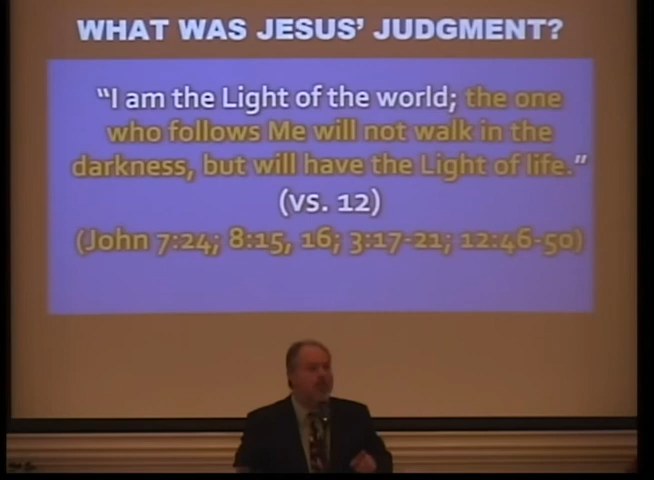 WHAT WAS JESUS' JUDGMENT?
"I am the Light of the world; the one
who follows Me will not walk in the
darkness, but will have the Light of life."
(vs. 12)
(John 7:24; 8:15, 16; 3:17-21; 12:46-50)